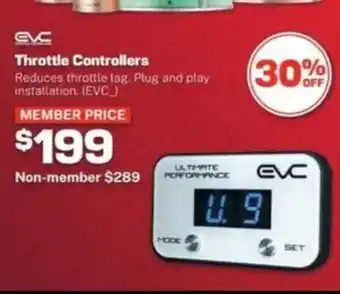 EVC
Throttle Controllers
Reduces throttle lag. Plug and play
installation. (EVC_)
30% OFF
MEMBER PRICE
$199
Non-member $289
ULTIMATE
PERFORMANCE
EVC
U.9
MODE
SET